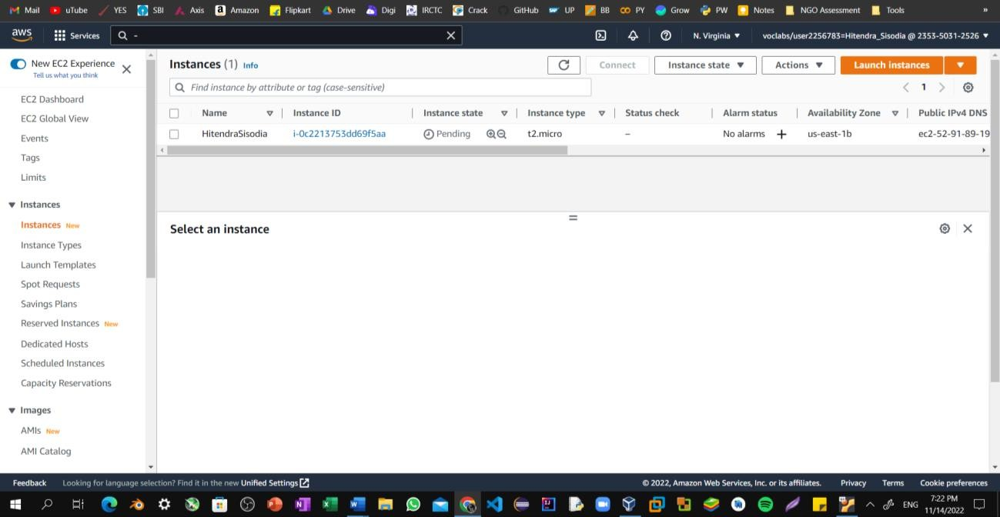 Mail uTube YES SBI Axis Amazon Flipkart Drive Digi IRCTC Crack GitHub UP BB PY Grow PW Notes NGO Assessment Tools »
aws Services - N. Virginia ▼ voclabs/user2256783=Hitendra_Sisodia @ 2353-5031-2526 ▼
New EC2 Experience
Tell us what you think
EC2 Dashboard
EC2 Global View
Events
Tags
Limits
Instances
Instances New
Instance Types
Launch Templates
Spot Requests
Savings Plans
Reserved Instances New
Dedicated Hosts
Scheduled Instances
Capacity Reservations
Images
AMIs New
AMI Catalog
Instances (1) Info Connect Instance state Actions Launch instances
Find instance by attribute or tag (case-sensitive) 1
Name Instance ID Instance state Instance type Status check Alarm status Availability Zone Public IPv4 DNS
HitendraSisodia i-0c2213753dd69f5aa Pending t2.micro – No alarms + us-east-1b ec2-52-91-89-19
Select an instance
Feedback Looking for language selection? Find it in the new Unified Settings © 2022, Amazon Web Services, Inc. or its affiliates. Privacy Terms Cookie preferences
ENG 7:22 PM
11/14/2022